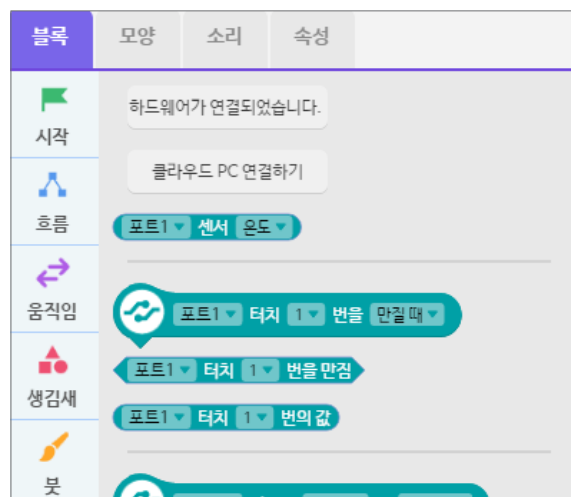 블록 모양 소리 속성
시작
흐름
움직임
생김새
붓
하드웨어가 연결되었습니다.
클라우드 PC 연결하기
포트1 센서 온도
포트1 터치 1 번을 만질 때
포트1 터치 1 번을 만짐
포트1 터치 1 번의 값